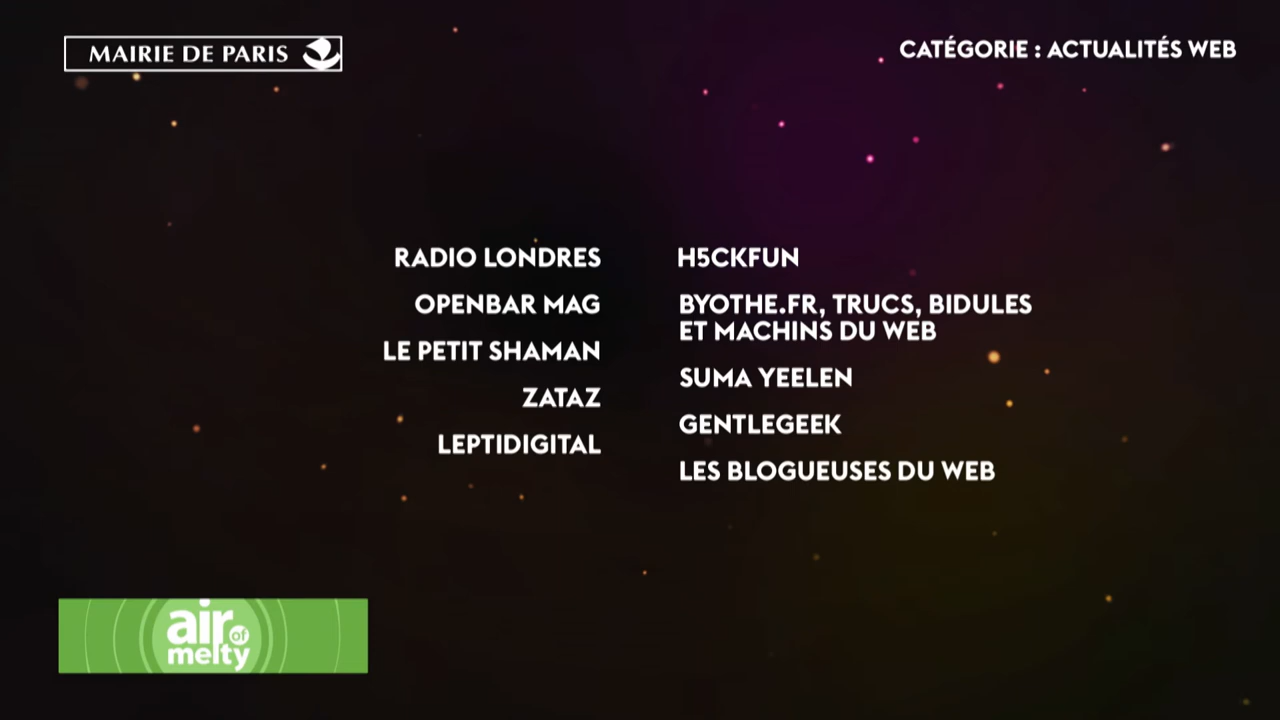 MAIRIE DE PARIS
CATÉGORIE : ACTUALITÉS WEB
RADIO LONDRES
OPENBAR MAG
LE PETIT SHAMAN
ZATAZ
LEPTIDIGITAL
H5CKFUN
BYOTHE.FR, TRUCS, BIDULES
ET MACHINS DU WEB
SUMA YEELEN
GENTLEGEEK
LES BLOGUEUSES DU WEB
air of
melty